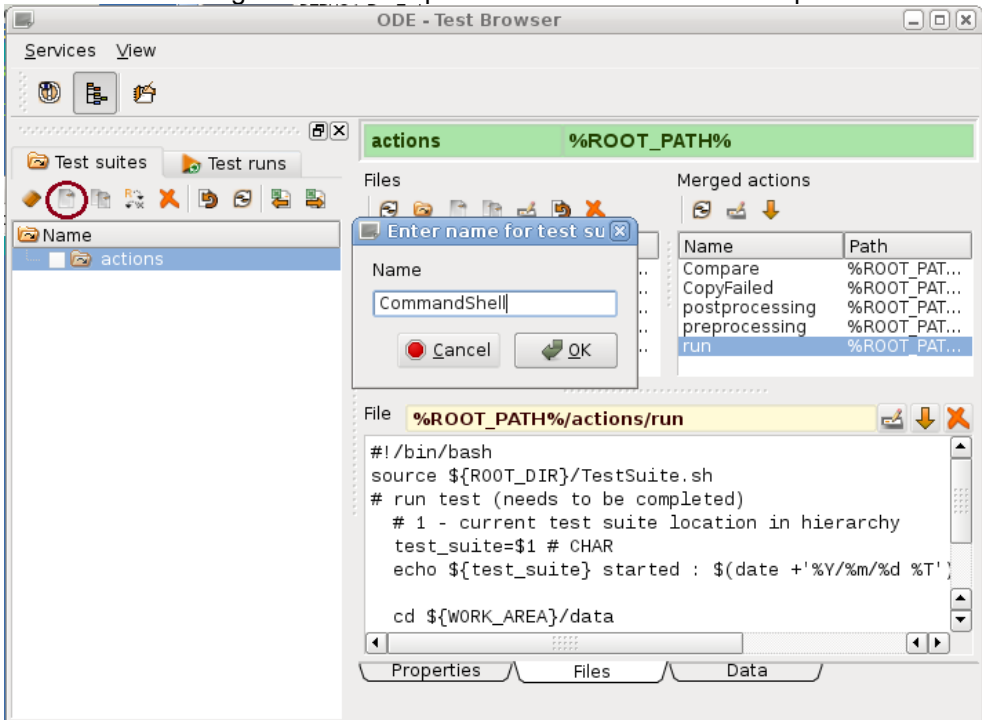 ODE - Test Browser
Services View
Test suites
Test runs
Name
actions
actions %ROOT_PATH%
Files
Merged actions
Enter name for test su
Name
CommandShell
Cancel OK
Name Path
Compare %ROOT_PAT...
CopyFailed %ROOT_PAT...
postprocessing %ROOT_PAT...
preprocessing %ROOT_PAT...
run %ROOT_PAT...
File %ROOT_PATH%/actions/run
#!/bin/bash
source ${ROOT_DIR}/TestSuite.sh
# run test (needs to be completed)
# 1 - current test suite location in hierarchy
test_suite=$1 # CHAR
echo ${test_suite} started : $(date +'%Y/%m/%d %T')
cd ${WORK_AREA}/data
Properties Files Data